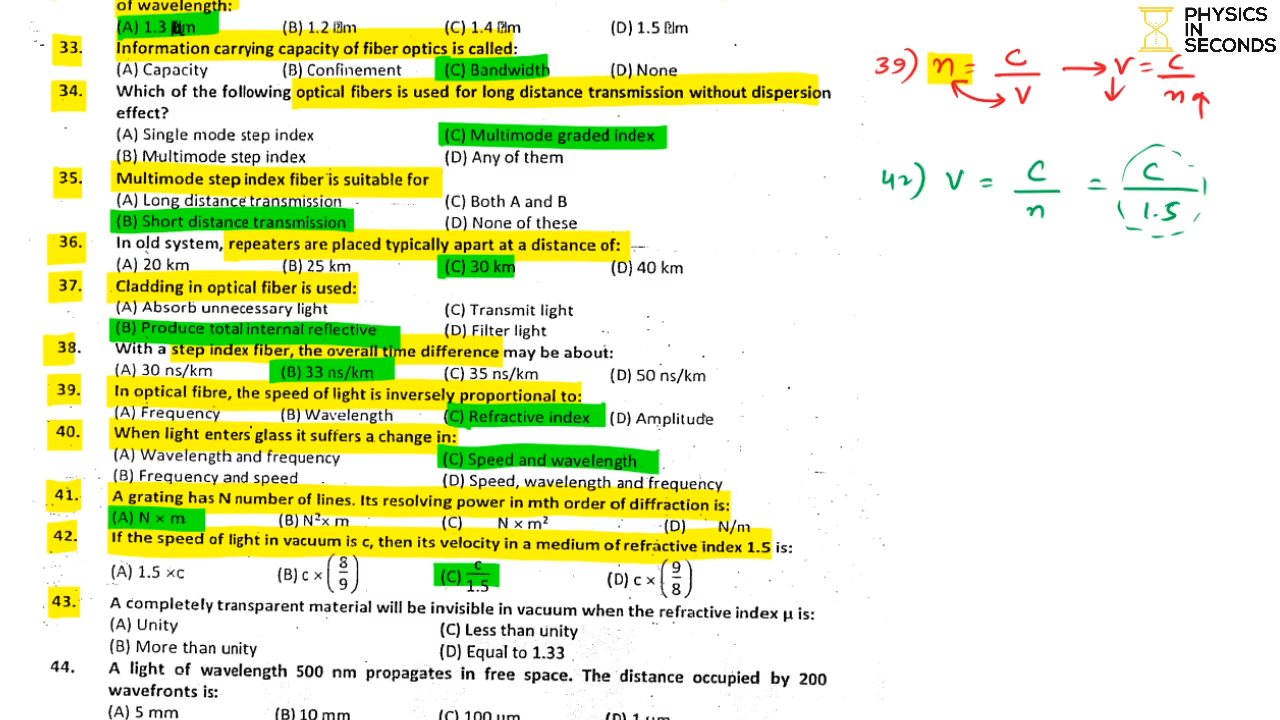 of wavelength:
(A) 1.3 μm (B) 1.2 μm (C) 1.4 μm (D) 1.5 μm
33. Information carrying capacity of fiber optics is called:
(A) Capacity (B) Confinement (C) Bandwidth (D) None
34. Which of the following optical fibers is used for long distance transmission without dispersion
effect?
(A) Single mode step index (C) Multimode graded index
(B) Multimode step index (D) Any of them
35. Multimode step index fiber is suitable for
(A) Long distance transmission (C) Both A and B
(B) Short distance transmission (D) None of these
36. In old system, repeaters are placed typically apart at a distance of:
(A) 20 km (B) 25 km (C) 30 km (D) 40 km
37. Cladding in optical fiber is used:
(A) Absorb unnecessary light (C) Transmit light
(B) Produce total internal reflective (D) Filter light
38. With a step index fiber, the overall time difference may be about:
(A) 30 ns/km (B) 33 ns/km (C) 35 ns/km (D) 50 ns/km
39. In optical fibre, the speed of light is inversely proportional to:
(A) Frequency (B) Wavelength (C) Refractive index (D) Amplitude
40. When light enters glass it suffers a change in:
(A) Wavelength and frequency (C) Speed and wavelength
(B) Frequency and speed (D) Speed, wavelength and frequency
41. A grating has N number of lines. Its resolving power in mth order of diffraction is:
(A) N × m (B) N²× m (C) N × m² (D) N/m
42. If the speed of light in vacuum is c, then its velocity in a medium of refractive index 1.5 is:
(A) 1.5 ×c (B) c × (8/9) (C) c/1.5 (D) c × (9/8)
43. A completely transparent material will be invisible in vacuum when the refractive index μ is:
(A) Unity (C) Less than unity
(B) More than unity (D) Equal to 1.33
44. A light of wavelength 500 nm propagates in free space. The distance occupied by 200
wavefronts is:
(A) 5 mm (B) 10 mm (C) 100 μm (D) 1 μm
PHYSICS
IN
SECONDS
39) n = c/v → v = c/n
42) v = c/n = c/1.5